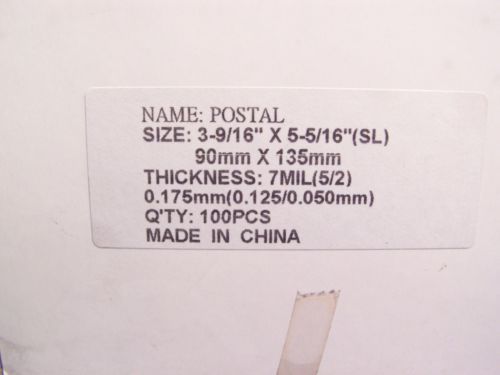 NAME: POSTAL
SIZE: 3-9/16" X 5-5/16"(SL)
90mm X 135mm
THICKNESS: 7MIL(5/2)
0.175mm(0.125/0.050mm)
Q'TY: 100PCS
MADE IN CHINA